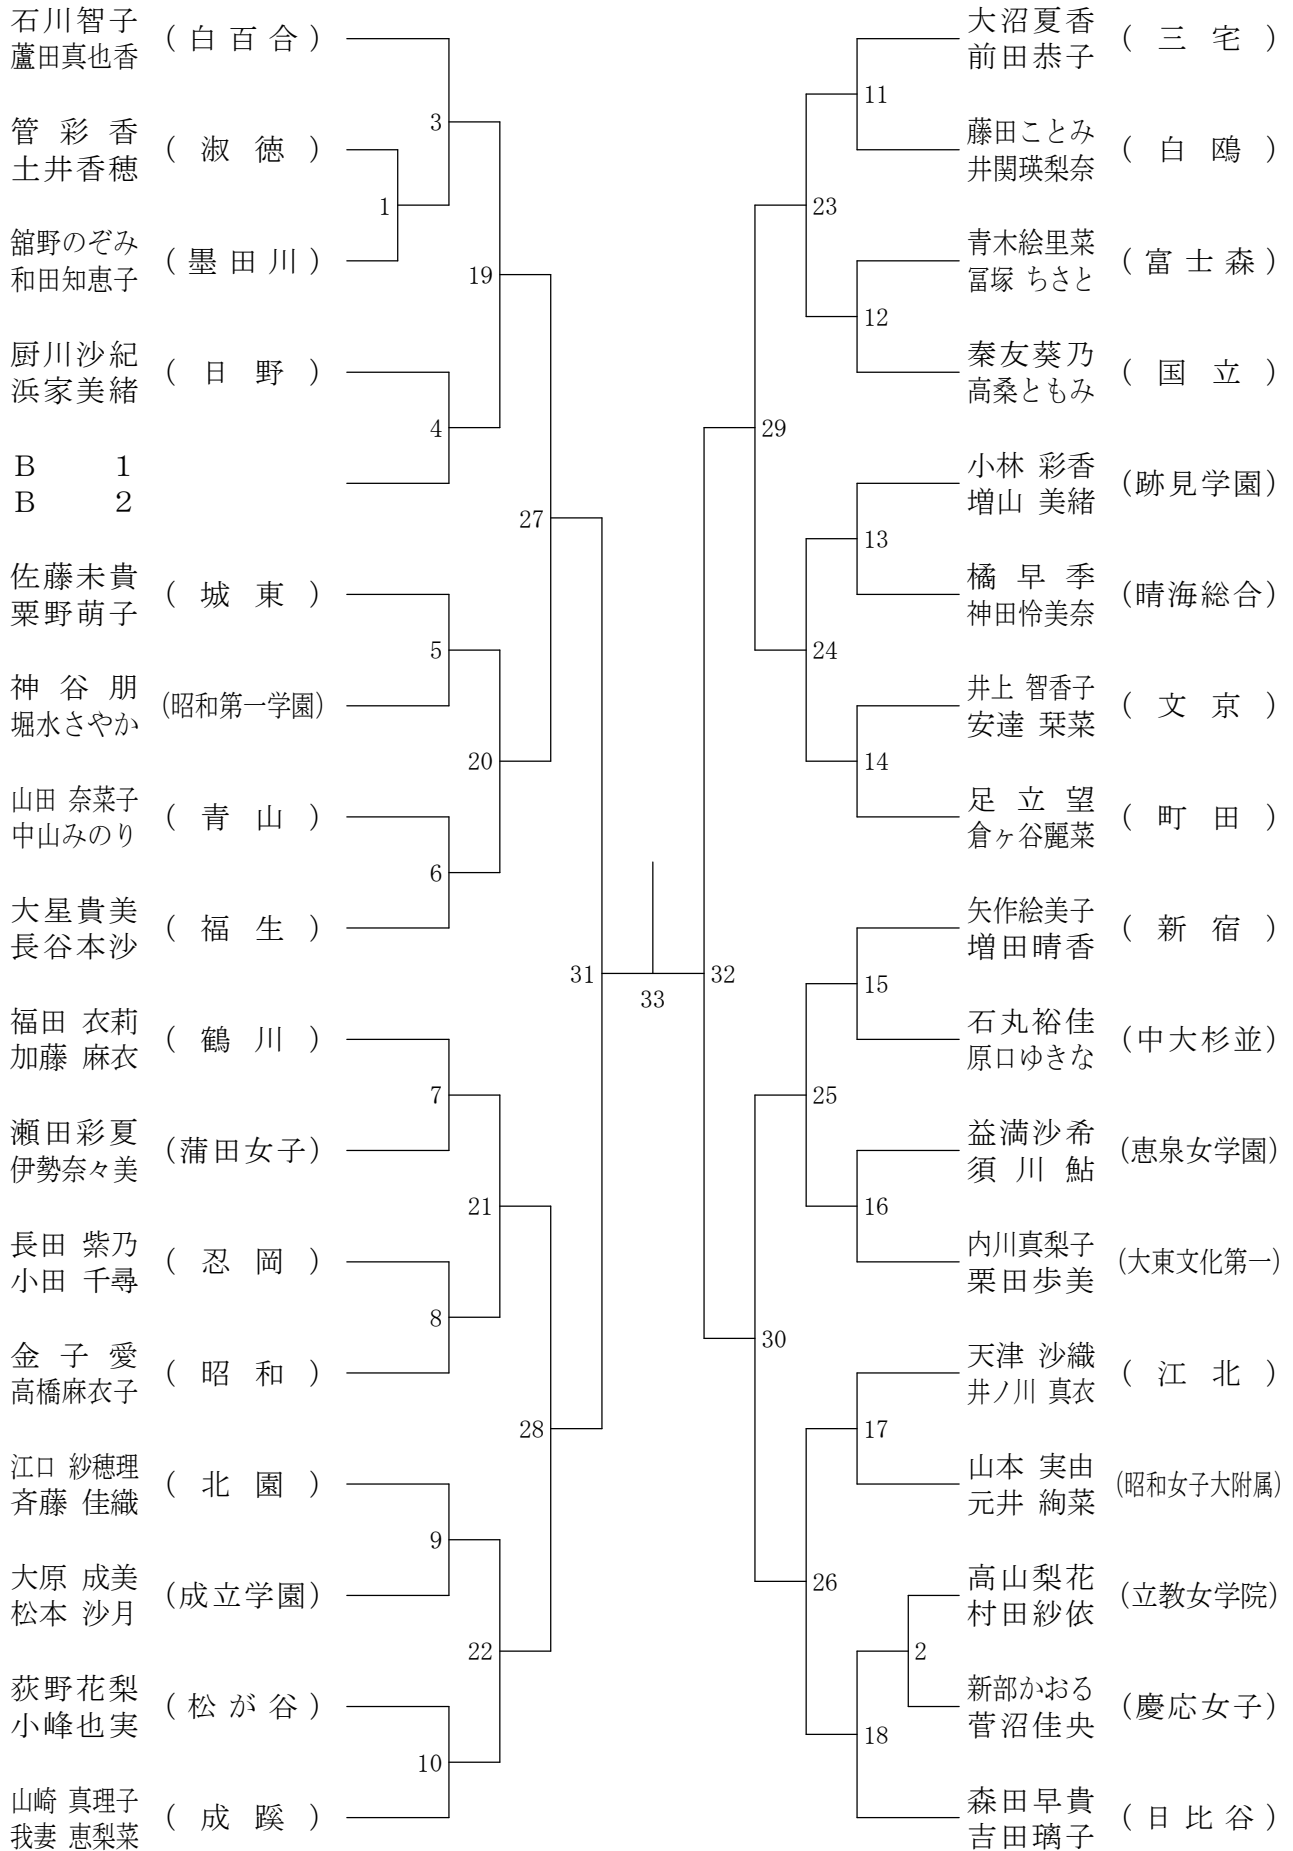 石川智子
蘆田真也香
(白百合)
管彩香
土井香穂
(淑徳)
舘野のぞみ
和田知恵子
(墨田川)
厨川沙紀
浜家美緒
(日野)
B 1
B 2
佐藤未貴
粟野萌子
(城東)
神谷朋
堀水さやか
(昭和第一学園)
山田 奈菜子
中山みのり
(青山)
大星貴美
長谷本沙
(福生)
福田 衣莉
加藤 麻衣
(鶴川)
瀬田彩夏
伊勢奈々美
(蒲田女子)
長田 紫乃
小田 千尋
(忍岡)
金子愛
高橋麻衣子
(昭和)
江口 紗穂理
斉藤 佳織
(北園)
大原 成美
松本 沙月
(成立学園)
荻野花梨
小峰也実
(松が谷)
山崎 真理子
我妻 恵梨菜
(成蹊)
3
1
19
4
27
5
20
6
31
7
21
8
28
9
22
10
33
32
11
23
12
29
13
24
14
15
25
16
30
17
26
2
18
大沼夏香
前田恭子
(三宅)
藤田ことみ
井関瑛梨奈
(白鴎)
青木絵里菜
冨塚 ちさと
(富士森)
秦友葵乃
高桑ともみ
(国立)
小林 彩香
増山 美緒
(跡見学園)
橘早季
神田怜美奈
(晴海総合)
井上 智香子
安達 栞菜
(文京)
足立望
倉ヶ谷麗菜
(町田)
矢作絵美子
増田晴香
(新宿)
石丸裕佳
原口ゆきな
(中大杉並)
益満沙希
須川鮎
(恵泉女学園)
内川真梨子
栗田歩美
(大東文化第一)
天津 沙織
井ノ川 真衣
(江北)
山本 実由
元井 絢菜
(昭和女子大附属)
高山梨花
村田紗依
(立教女学院)
新部かおる
菅沼佳央
(慶応女子)
森田早貴
吉田璃子
(日比谷)